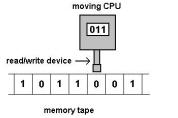 moving CPU
011
read/write device
1 0 1 1 0 0 1
memory tape